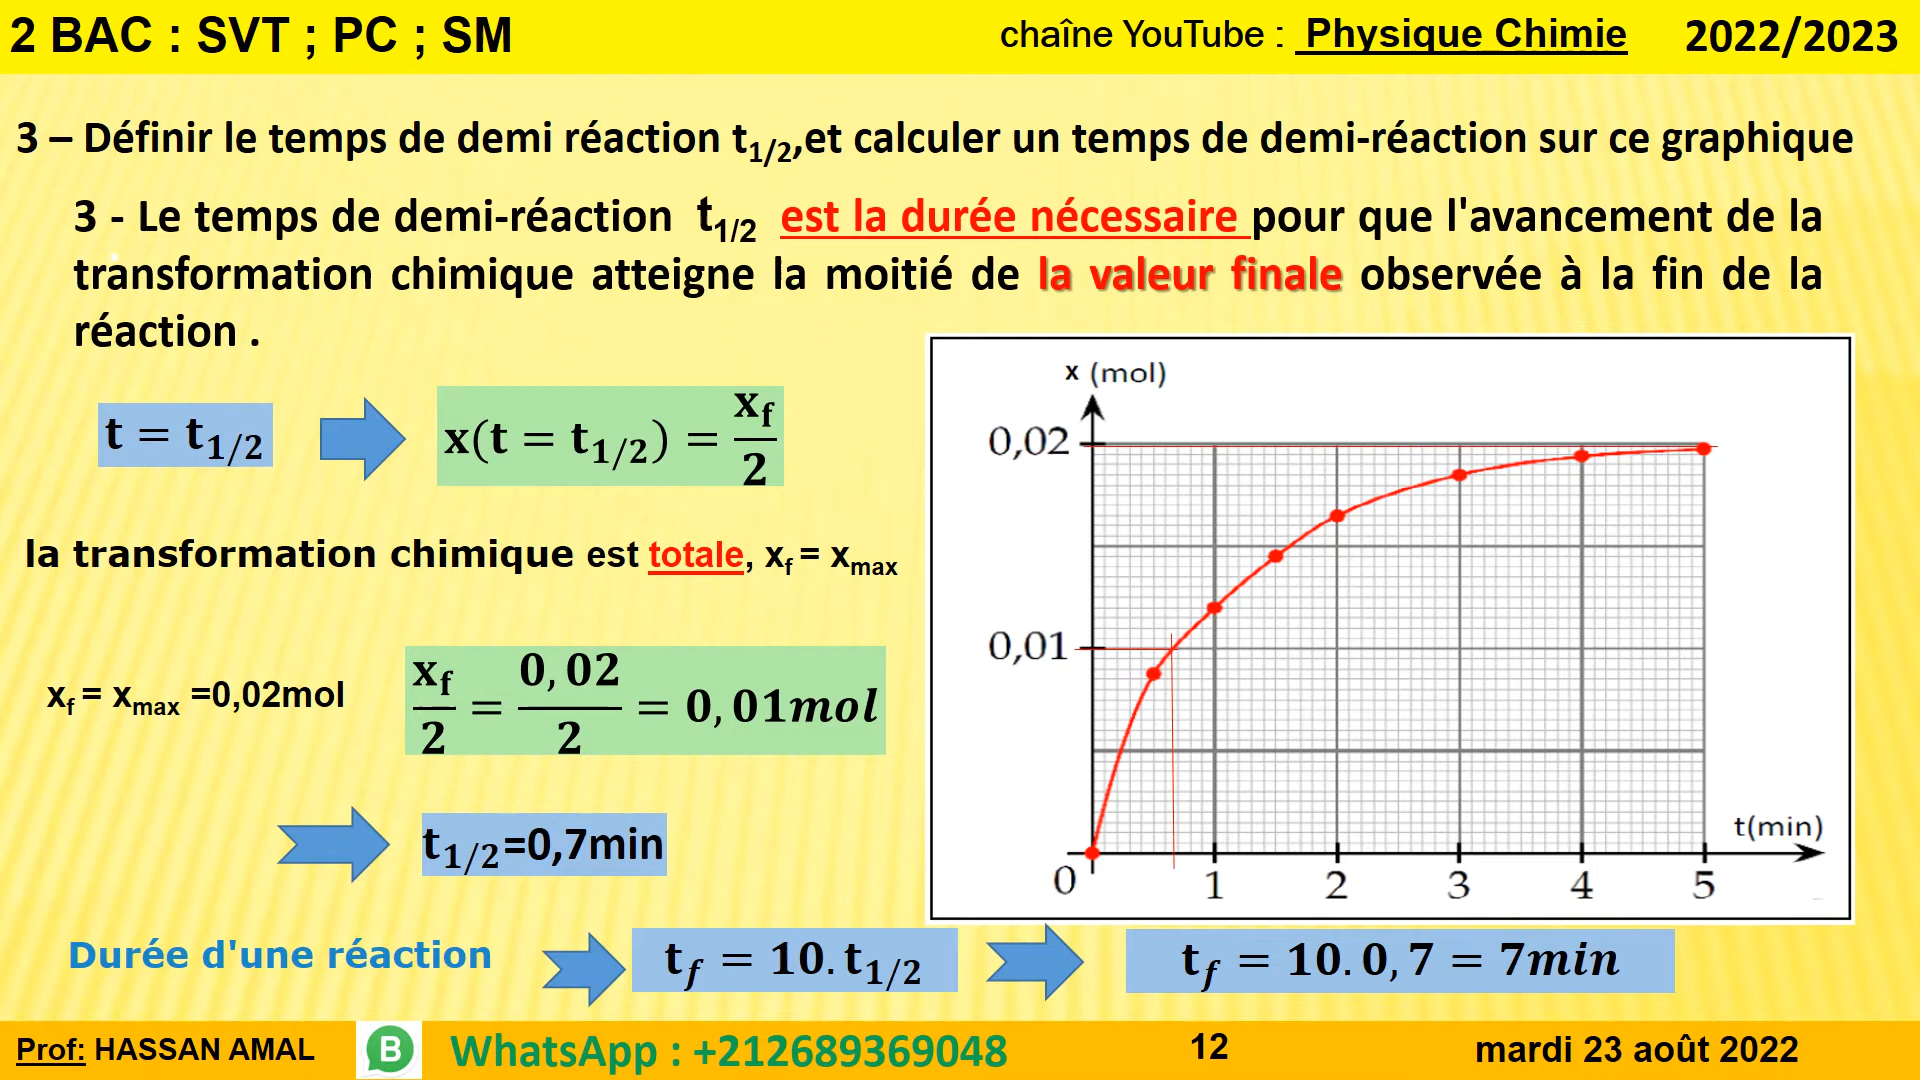 2 BAC : SVT ; PC ; SM
chaîne YouTube : Physique Chimie 2022/2023
3 – Définir le temps de demi réaction t1/2,et calculer un temps de demi-réaction sur ce graphique
3 - Le temps de demi-réaction t1/2 est la durée nécessaire pour que l'avancement de la
transformation chimique atteigne la moitié de la valeur finale observée à la fin de la
réaction .
t = t1/2
x(t = t1/2) = xf/2
la transformation chimique est totale, xf = xmax
xf = xmax =0,02mol
xf/2 = 0,02/2 = 0,01mol
t1/2=0,7min
x (mol)
0,02
0,01
t(min)
0 1 2 3 4 5
Durée d'une réaction
tf = 10.t1/2
tf = 10.0,7 = 7min
Prof: HASSAN AMAL
B
WhatsApp : +212689369048
12
mardi 23 août 2022